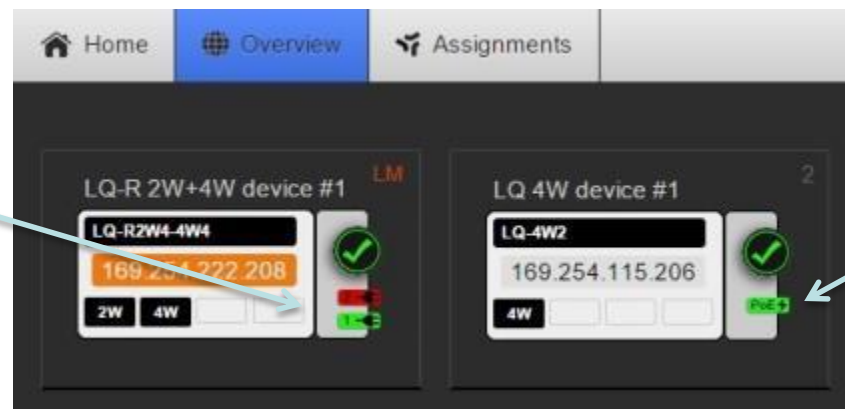 Home Overview Assignments
LQ-R 2W+4W device #1 LM
LQ-R2W4-4W4
169.254.222.208
2W 4W
1
LQ 4W device #1 2
LQ-4W2
169.254.115.206
PoE
4W